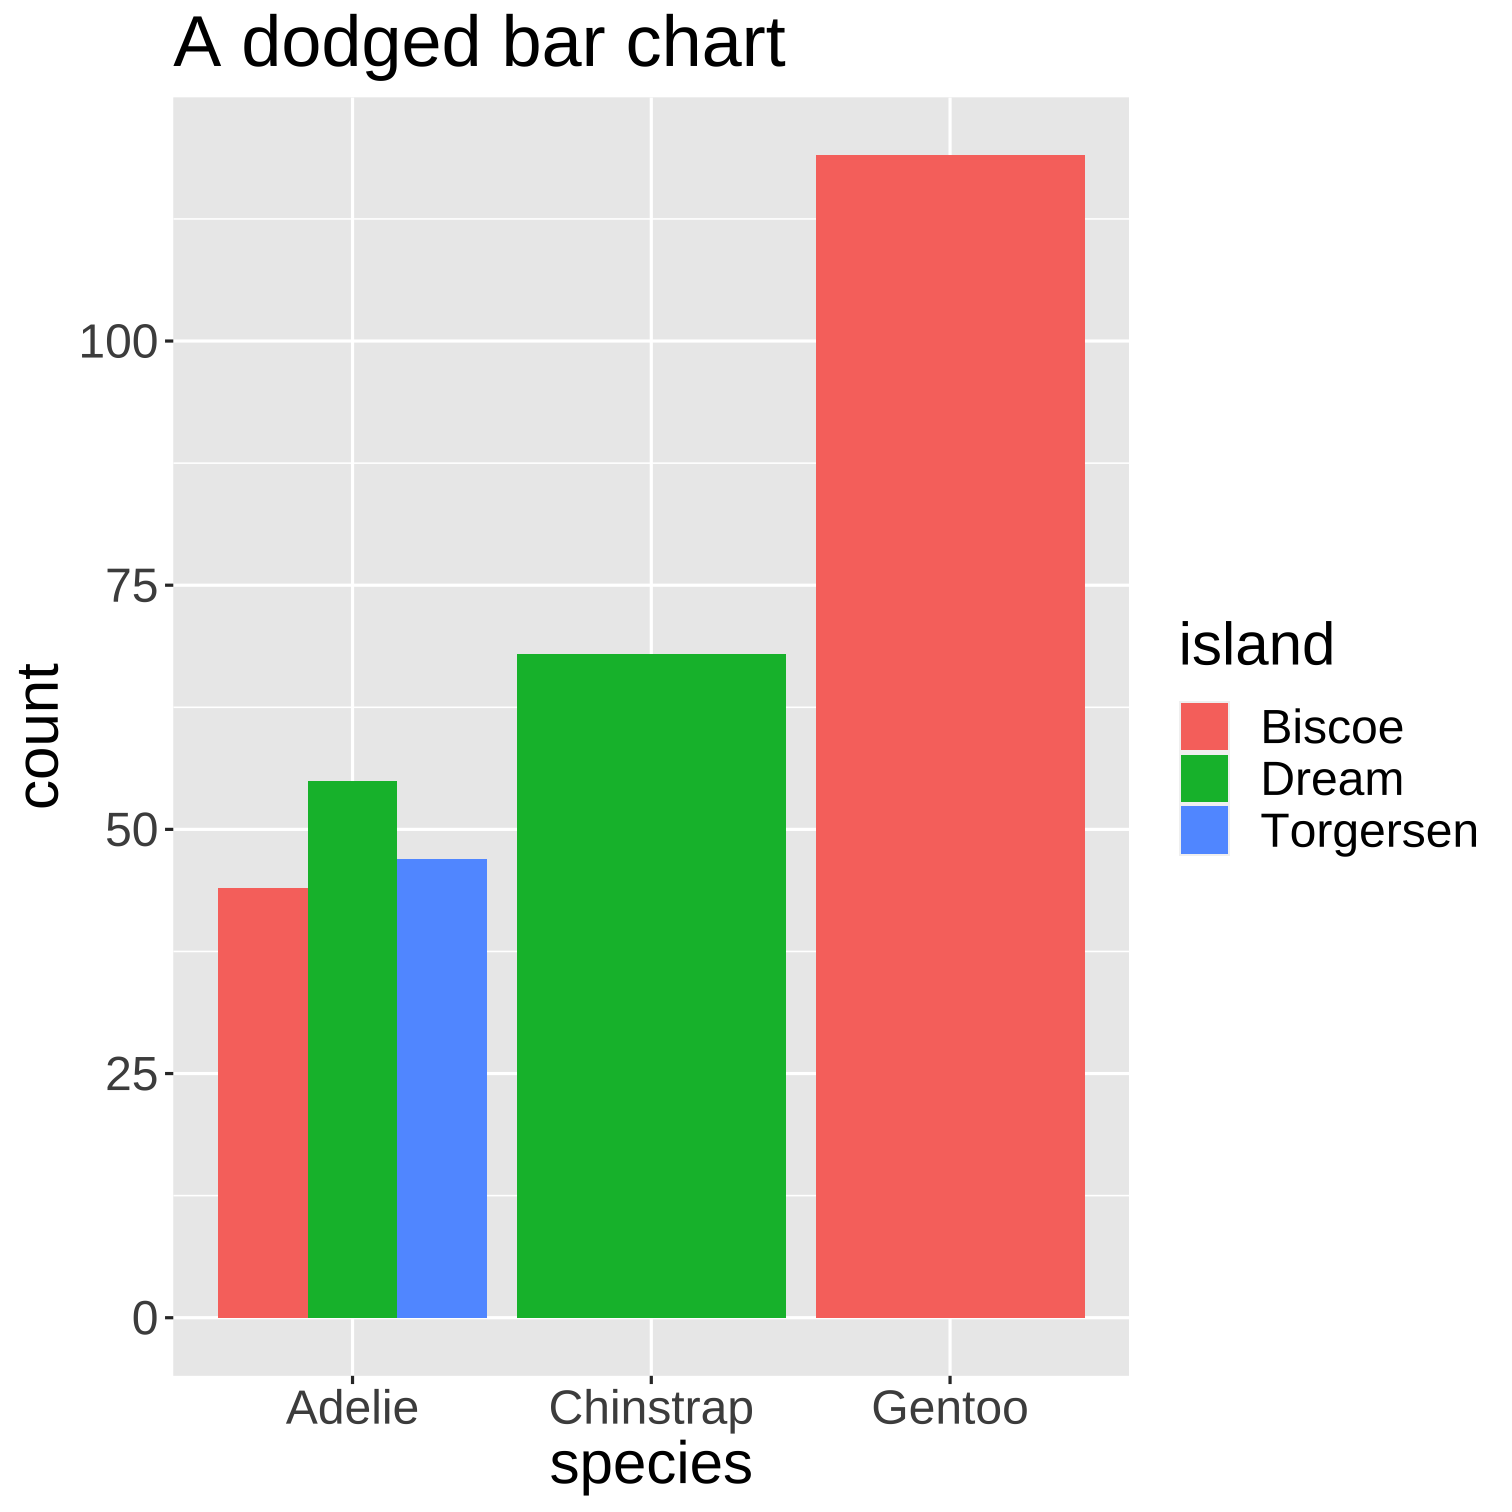 A dodged bar chart
count
100
75
50
25
0
Adelie Chinstrap Gentoo
species
island
Biscoe
Dream
Torgersen